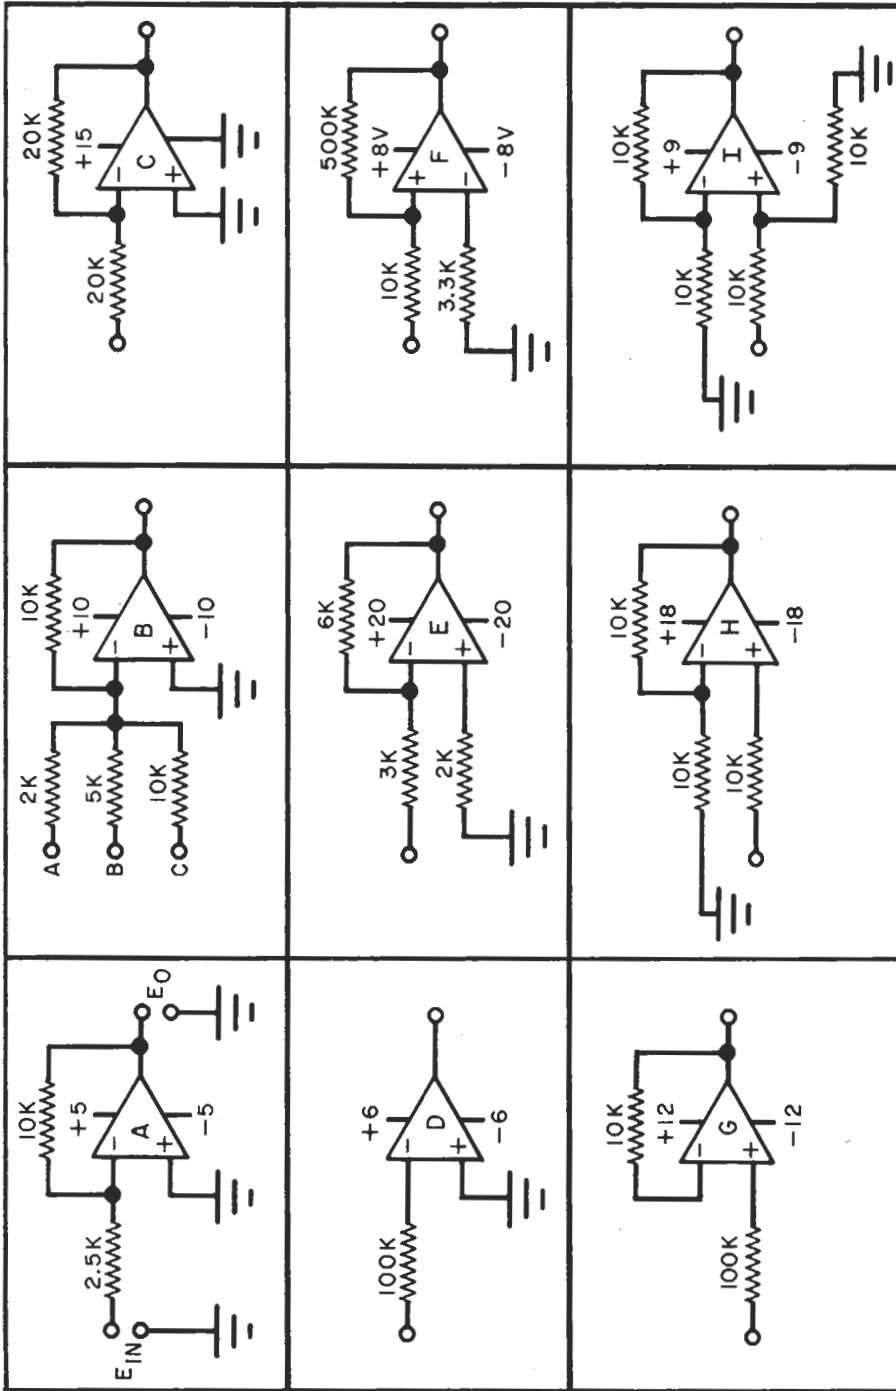 10K
+5
2.5K
- A
+
-5
E_IN
E_O
10K
+10
2K
A
5K
B
10K
C
- B
+
-10
20K
+15
20K
- C
+
+6
100K
- D
+
-6
6K
+20
3K
- E
2K
+
-20
500K
+8V
10K
+ F
3.3K
-
-8V
10K
+12
- G
100K
+
-12
10K
+18
10K
- H
10K
+
-18
10K
+9
10K
- I
10K
+
-9
10K